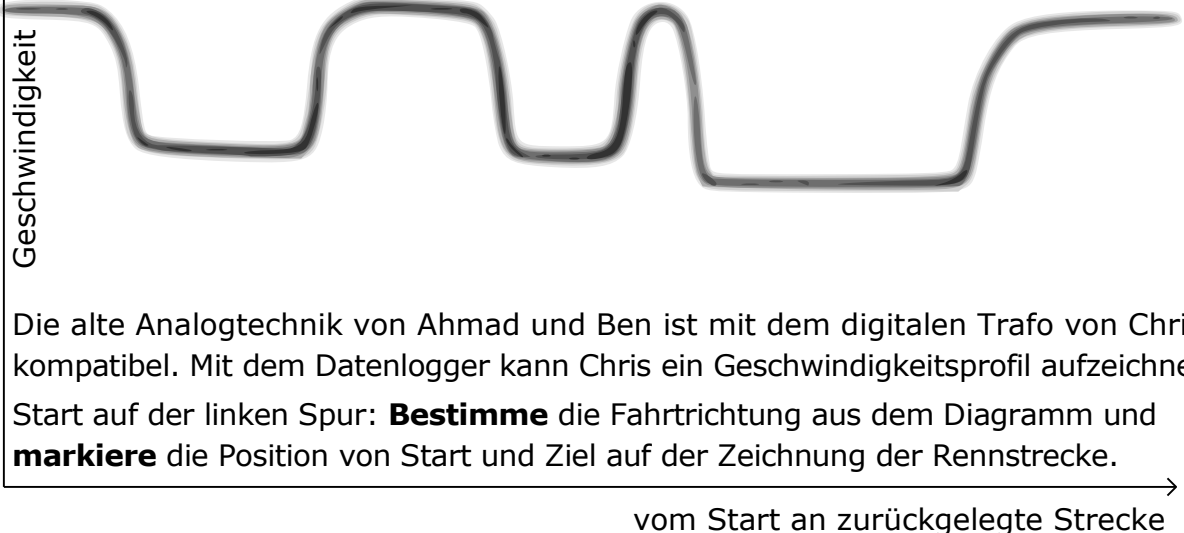 Geschwindigkeit
Die alte Analogtechnik von Ahmad und Ben ist mit dem digitalen Trafo von Chri
kompatibel. Mit dem Datenlogger kann Chris ein Geschwindigkeitsprofil aufzeichne
Start auf der linken Spur: Bestimme die Fahrtrichtung aus dem Diagramm und
markiere die Position von Start und Ziel auf der Zeichnung der Rennstrecke.
vom Start an zurückgelegte Strecke